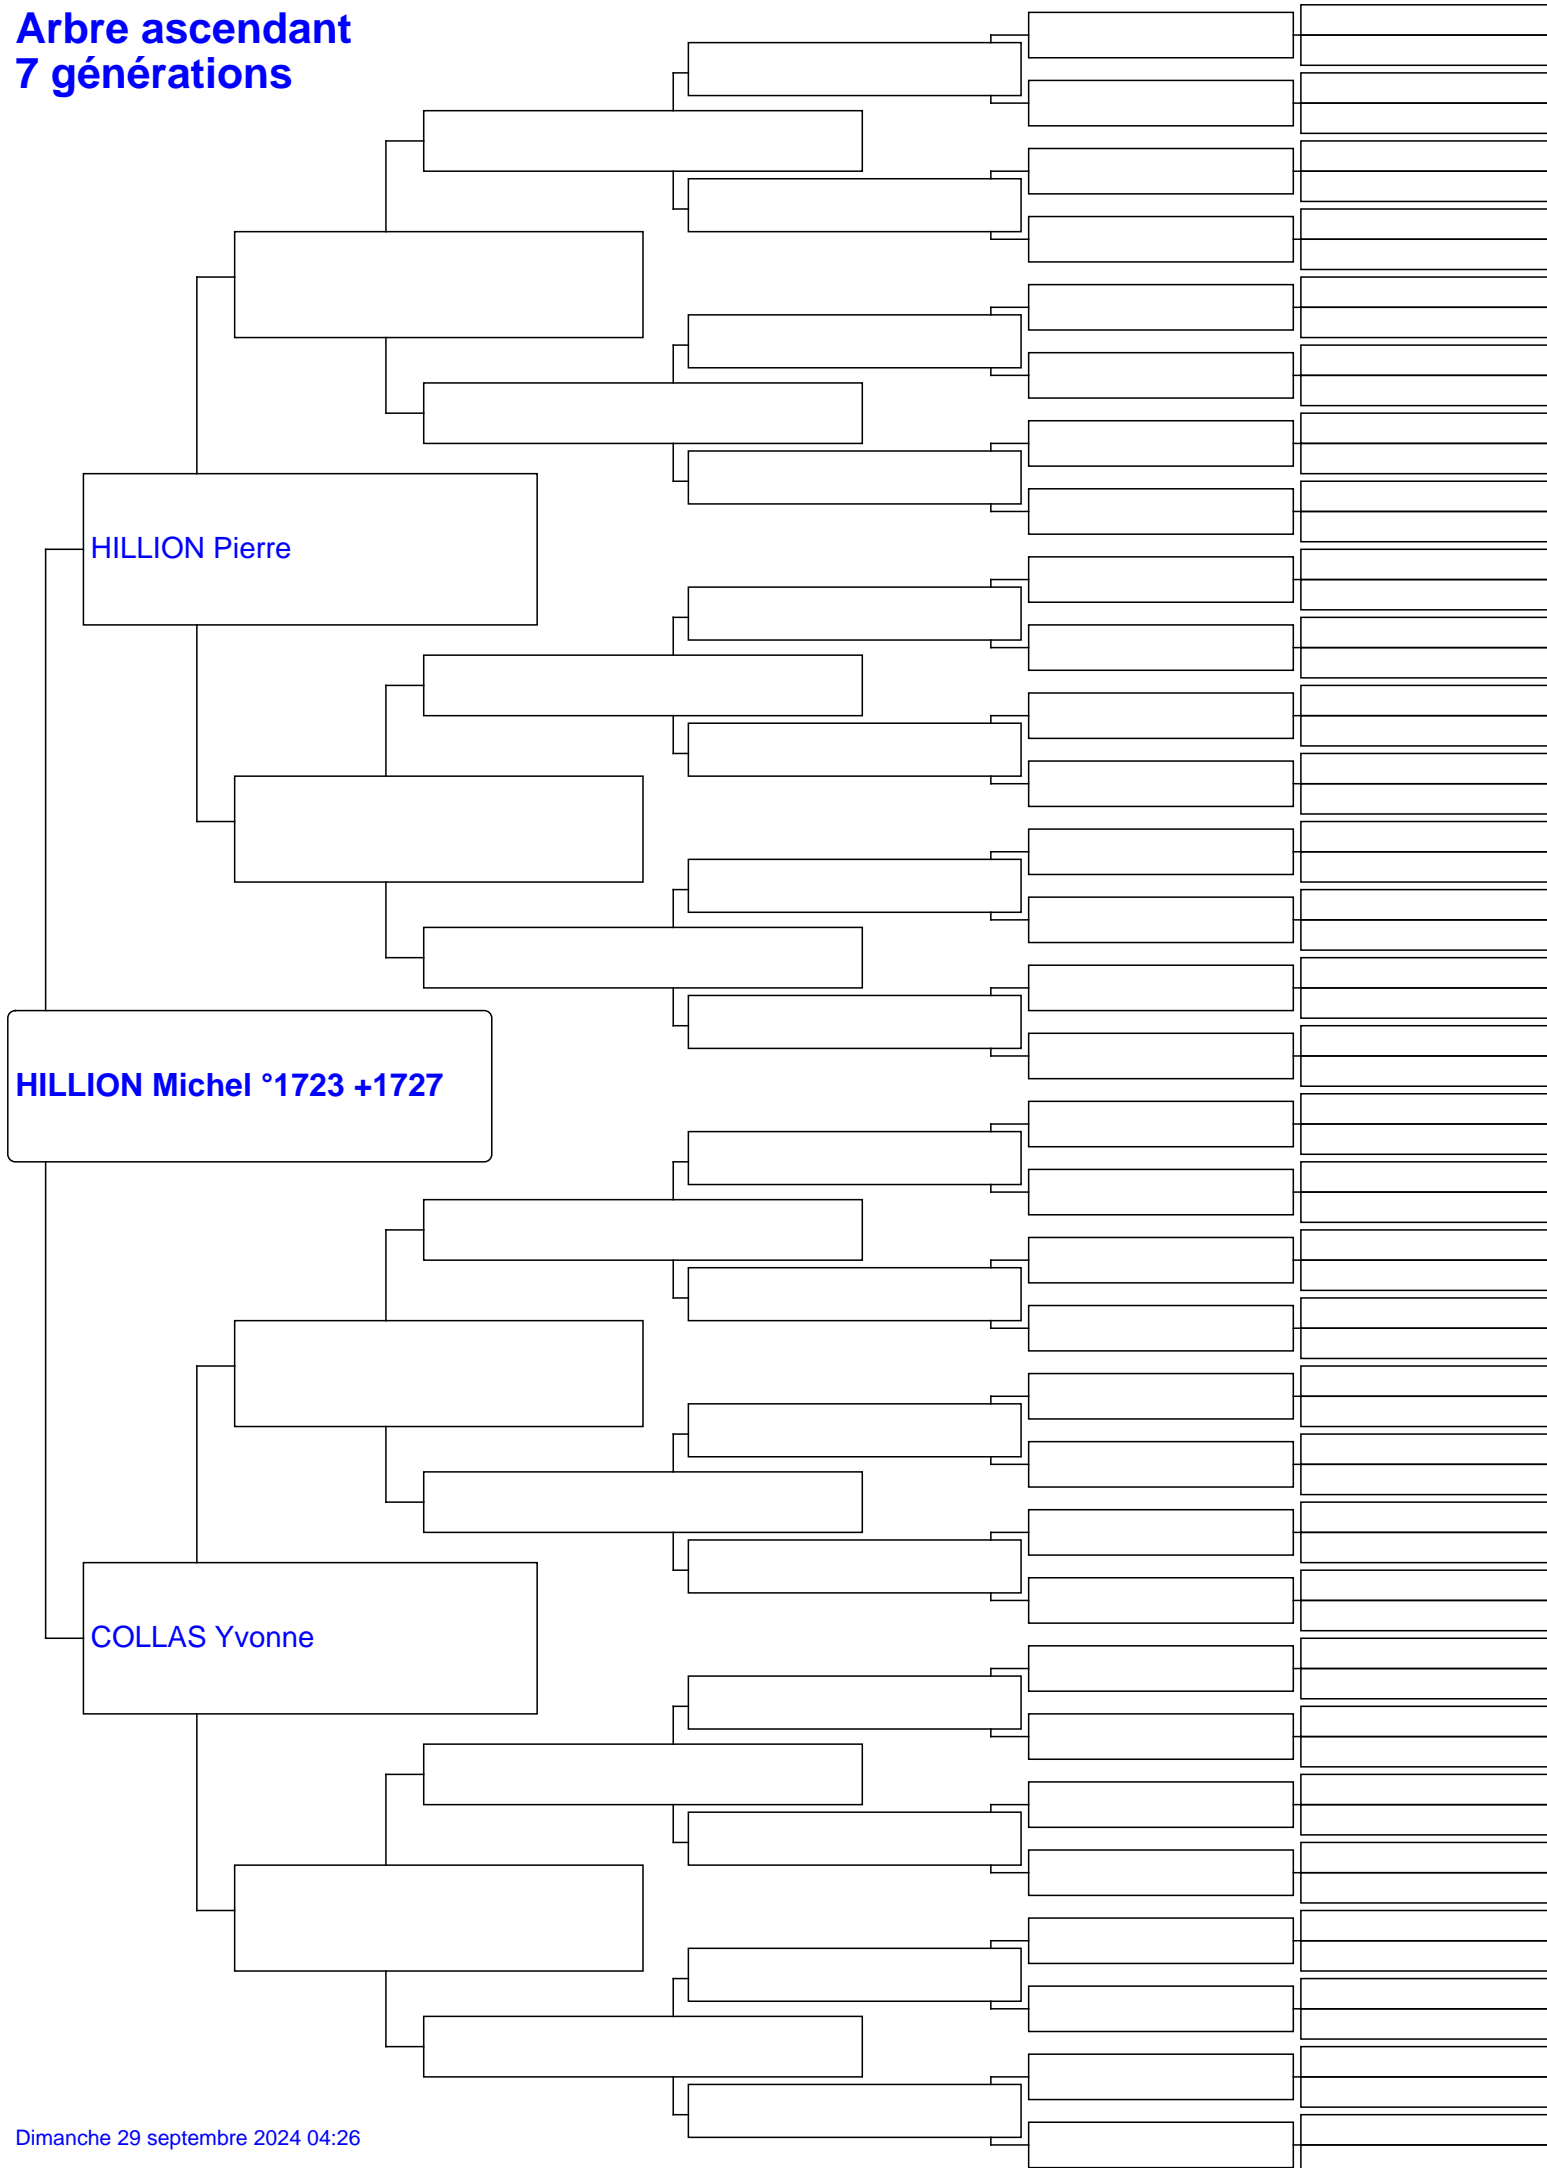 Arbre ascendant
7 générations
HILLION Pierre
HILLION Michel °1723 +1727
COLLAS Yvonne
Dimanche 29 septembre 2024 04:26